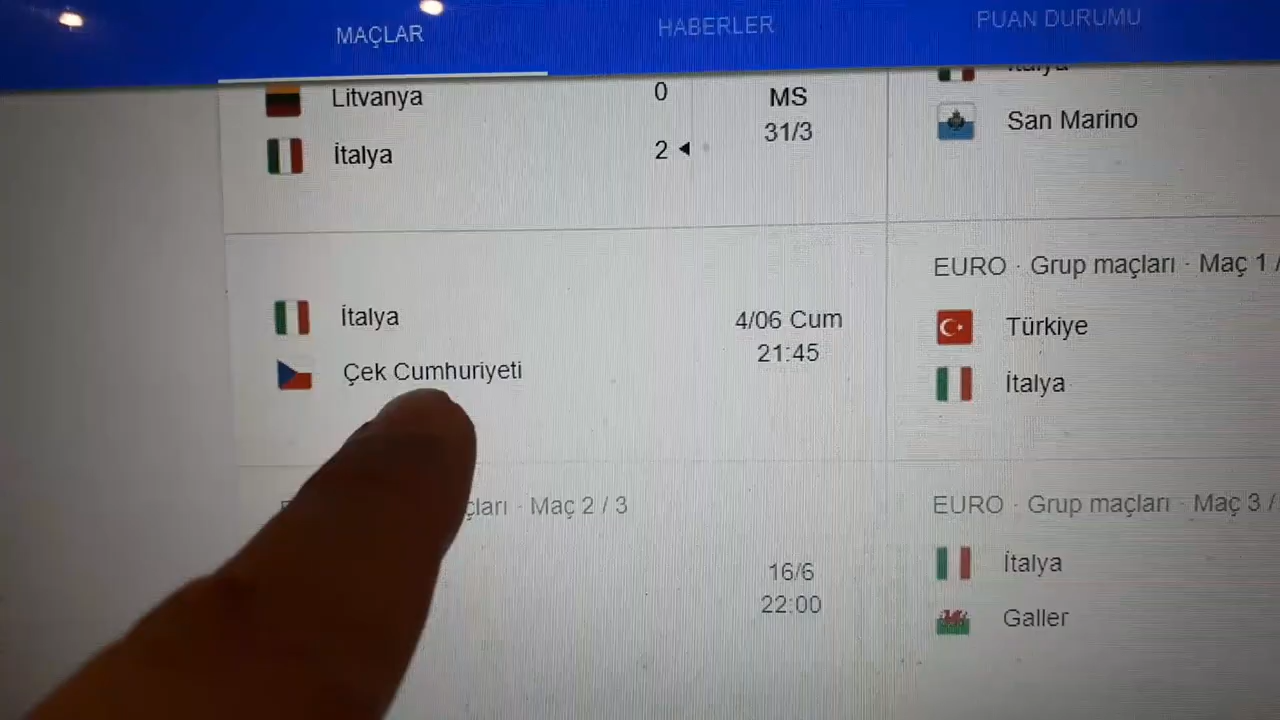 MAÇLAR
HABERLER
PUAN DURUMU
Litvanya
0
MS
31/3
İtalya
2
İtalya
San Marino
İtalya
4/06 Cum
21:45
Çek Cumhuriyeti
EURO · Grup maçları · Maç 1 /
Türkiye
İtalya
Maç 2 / 3
16/6
22:00
EURO · Grup maçları · Maç 3 /
İtalya
Galler